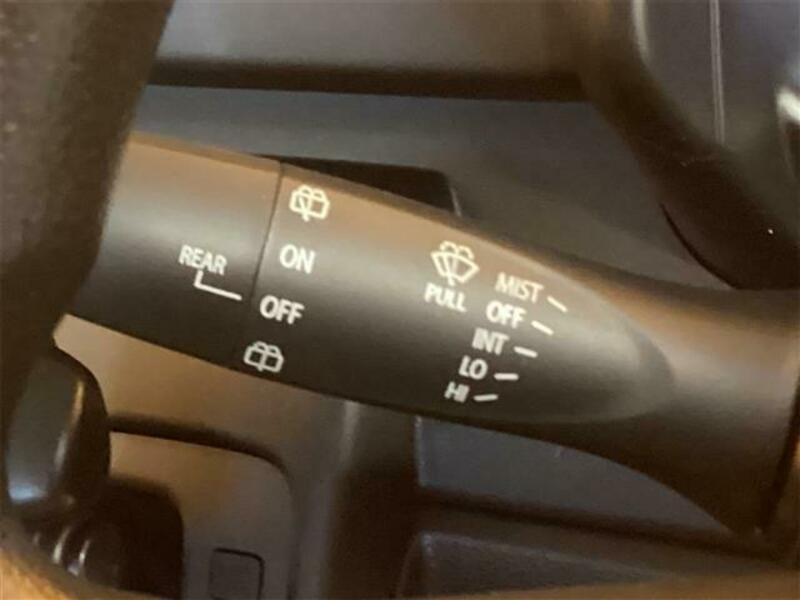 REAR
ON
OFF
PULL
MIST
OFF
INT
LO
HI